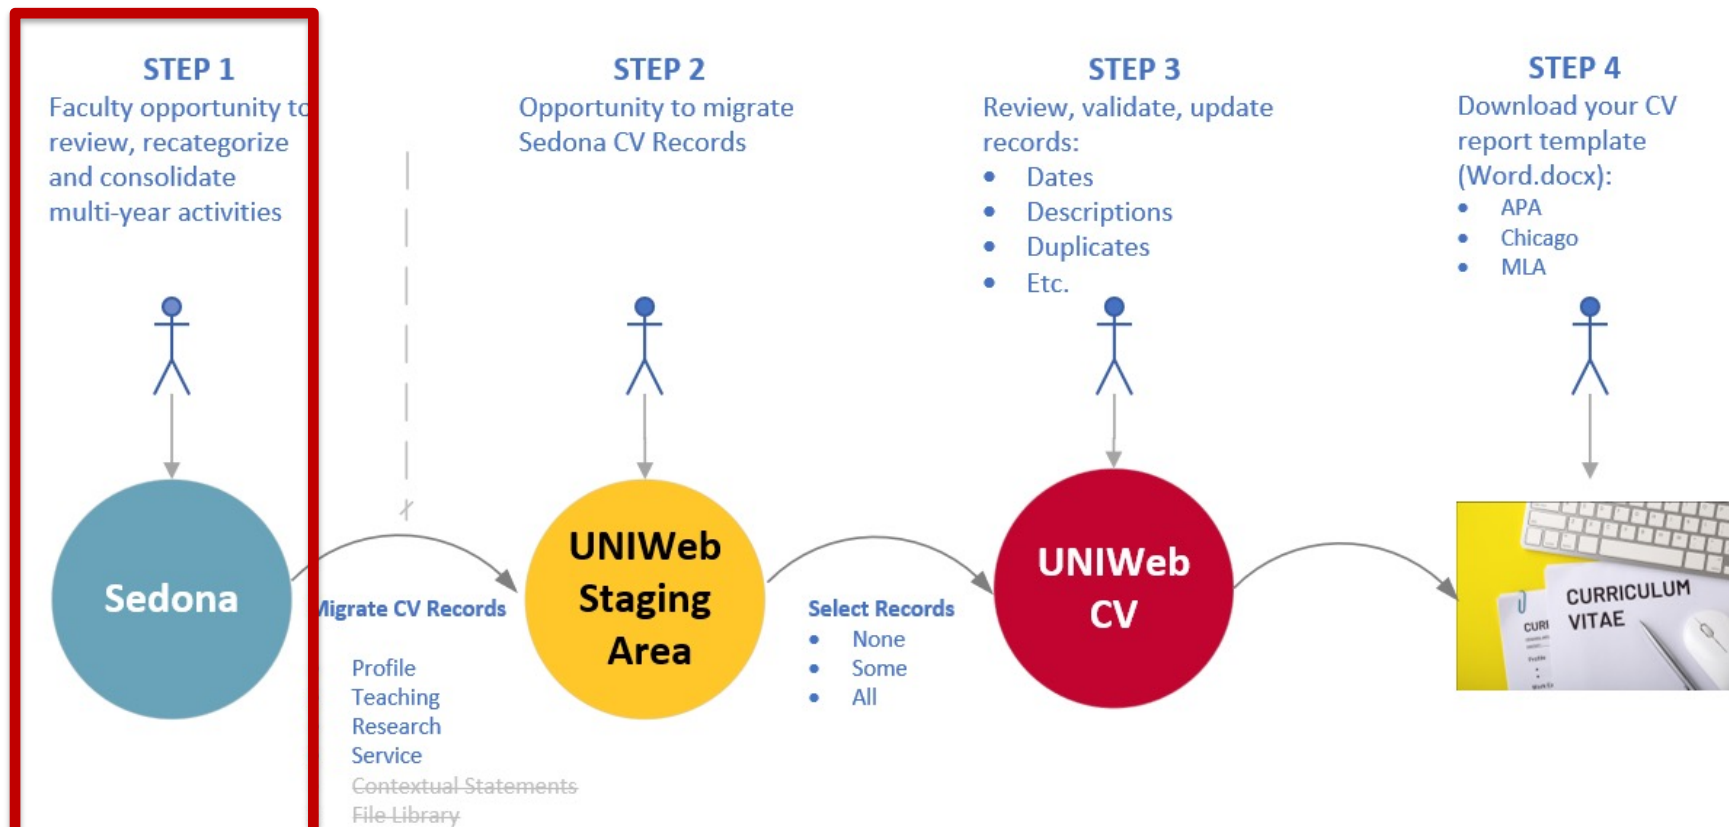 STEP 1
Faculty opportunity to
review, recategorize
and consolidate
multi-year activities
STEP 2
Opportunity to migrate
Sedona CV Records
STEP 3
Review, validate, update
records:
• Dates
• Descriptions
• Duplicates
• Etc.
STEP 4
Download your CV
report template
(Word.docx):
• APA
• Chicago
• MLA
Sedona
Migrate CV Records
Profile
Teaching
Research
Service
Contextual Statements
File Library
UNIWeb
Staging
Area
Select Records
• None
• Some
• All
UNIWeb
CV
CURRICULUM
VITAE
CURI
Profile